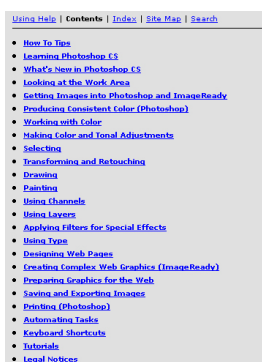 Using Help | Contents | Index | Site Map | Search
How To Tips
Learning Photoshop CS
What's New in Photoshop CS
Looking at the Work Area
Getting Images into Photoshop and ImageReady
Producing Consistent Color (Photoshop)
Working with Color
Making Color and Tonal Adjustments
Selecting
Transforming and Retouching
Drawing
Painting
Using Channels
Using Layers
Applying Filters for Special Effects
Using Type
Designing Web Pages
Creating Complex Web Graphics (ImageReady)
Preparing Graphics for the Web
Saving and Exporting Images
Printing (Photoshop)
Automating Tasks
Keyboard Shortcuts
Tutorials
Legal Notices